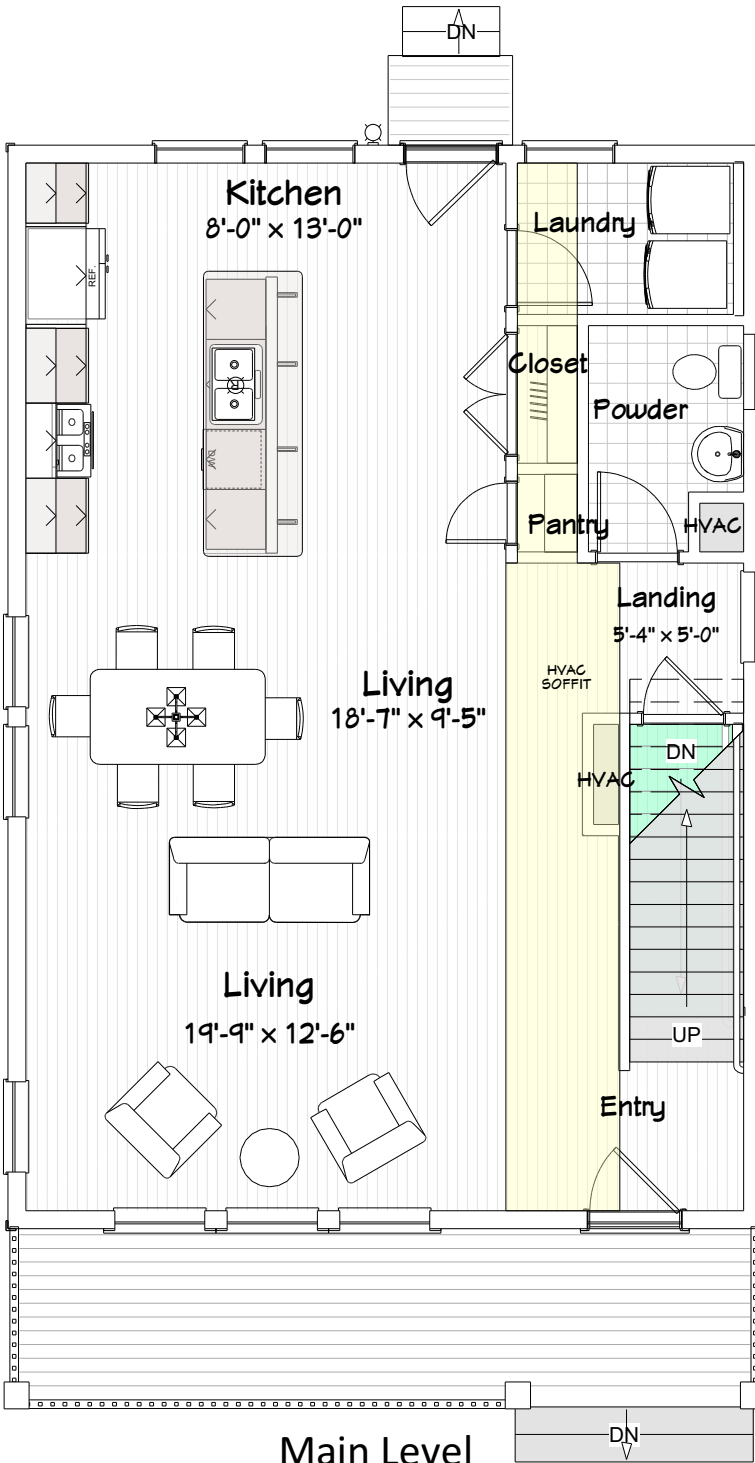 DN
Kitchen
8'-0" x 13'-0"
Laundry
REF.
Closet
Powder
D/W
Pantry
HVAC
Landing
5'-4" x 5'-0"
HVAC
SOFFIT
Living
18'-7" x 9'-5"
DN
HVAC
Living
19'-9" x 12'-6"
UP
Entry
DN
Main Level